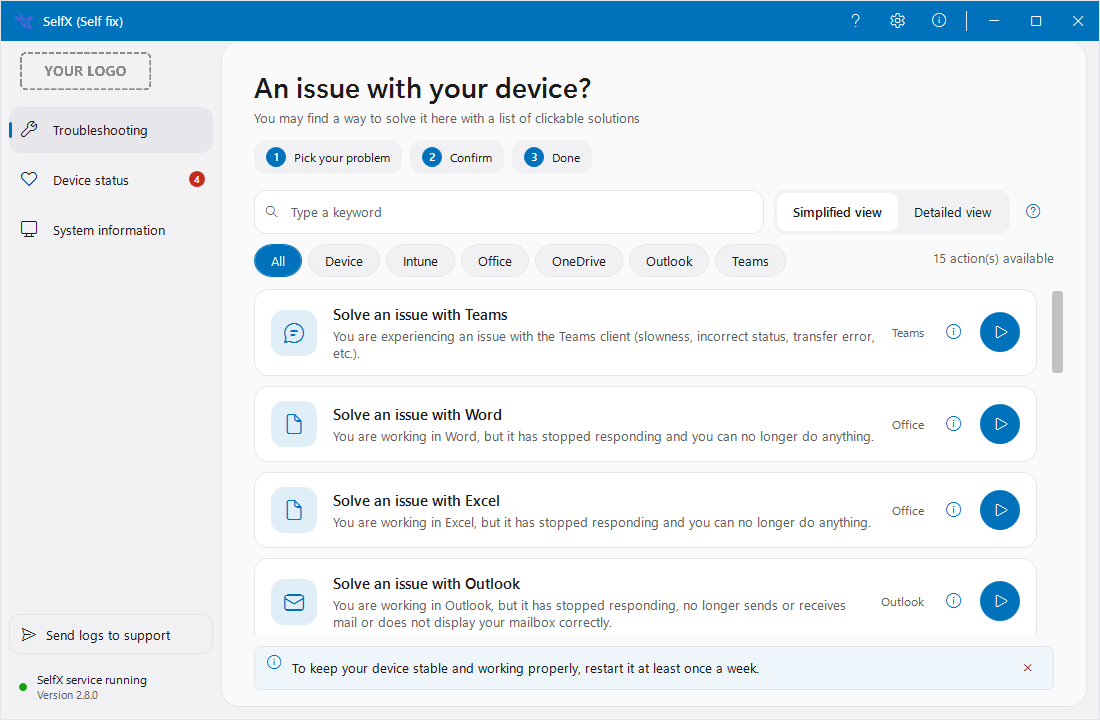 SelfX (Self fix)
?
YOUR LOGO
Troubleshooting
Device status
4
System information
Send logs to support
SelfX service running
Version 2.8.0
An issue with your device?
You may find a way to solve it here with a list of clickable solutions
1 Pick your problem
2 Confirm
3 Done
Type a keyword
Simplified view
Detailed view
?
All
Device
Intune
Office
OneDrive
Outlook
Teams
15 action(s) available
Solve an issue with Teams
You are experiencing an issue with the Teams client (slowness, incorrect status, transfer error,
etc.).
Teams
Solve an issue with Word
You are working in Word, but it has stopped responding and you can no longer do anything.
Office
Solve an issue with Excel
You are working in Excel, but it has stopped responding and you can no longer do anything.
Office
Solve an issue with Outlook
You are working in Outlook, but it has stopped responding, no longer sends or receives
mail or does not display your mailbox correctly.
Outlook
To keep your device stable and working properly, restart it at least once a week.